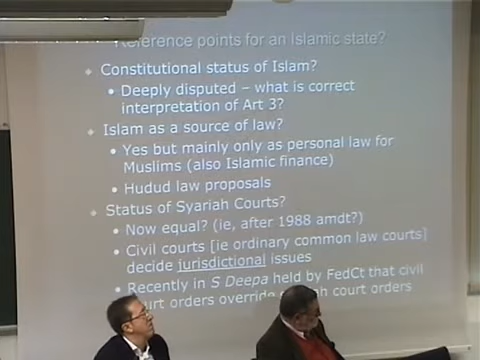 Reference points for an Islamic state?
Constitutional status of Islam?
• Deeply disputed – what is correct
interpretation of Art 3?
Islam as a source of law?
• Yes but mainly only as personal law for
Muslims (also Islamic finance)
• Hudud law proposals
Status of Syariah Courts?
• Now equal? (ie, after 1988 amdt?)
• Civil courts [ie ordinary common law courts]
decide jurisdictional issues
• Recently in S Deepa held by FedCt that civil
court orders override court orders